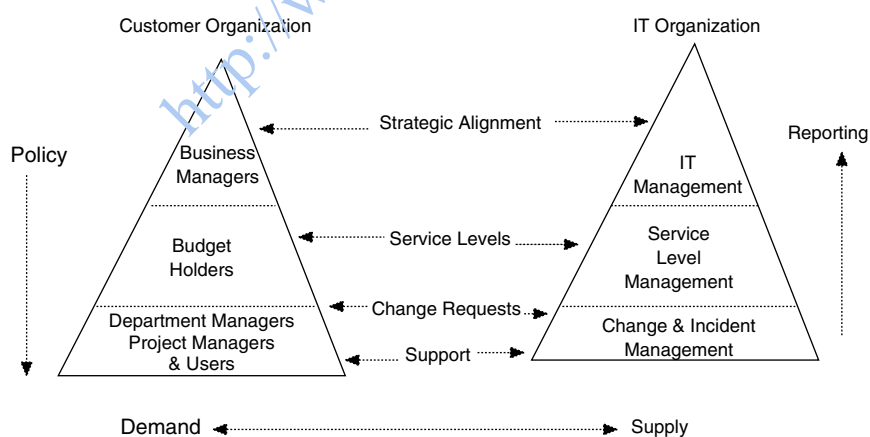 Customer Organization
IT Organization
http://w
Strategic Alignment
Reporting
Policy
Business
Managers
IT
Management
Service Levels
Budget
Holders
Service
Level
Management
Change Requests
Department Managers
Project Managers
& Users
Change & Incident
Management
Support
Demand
Supply